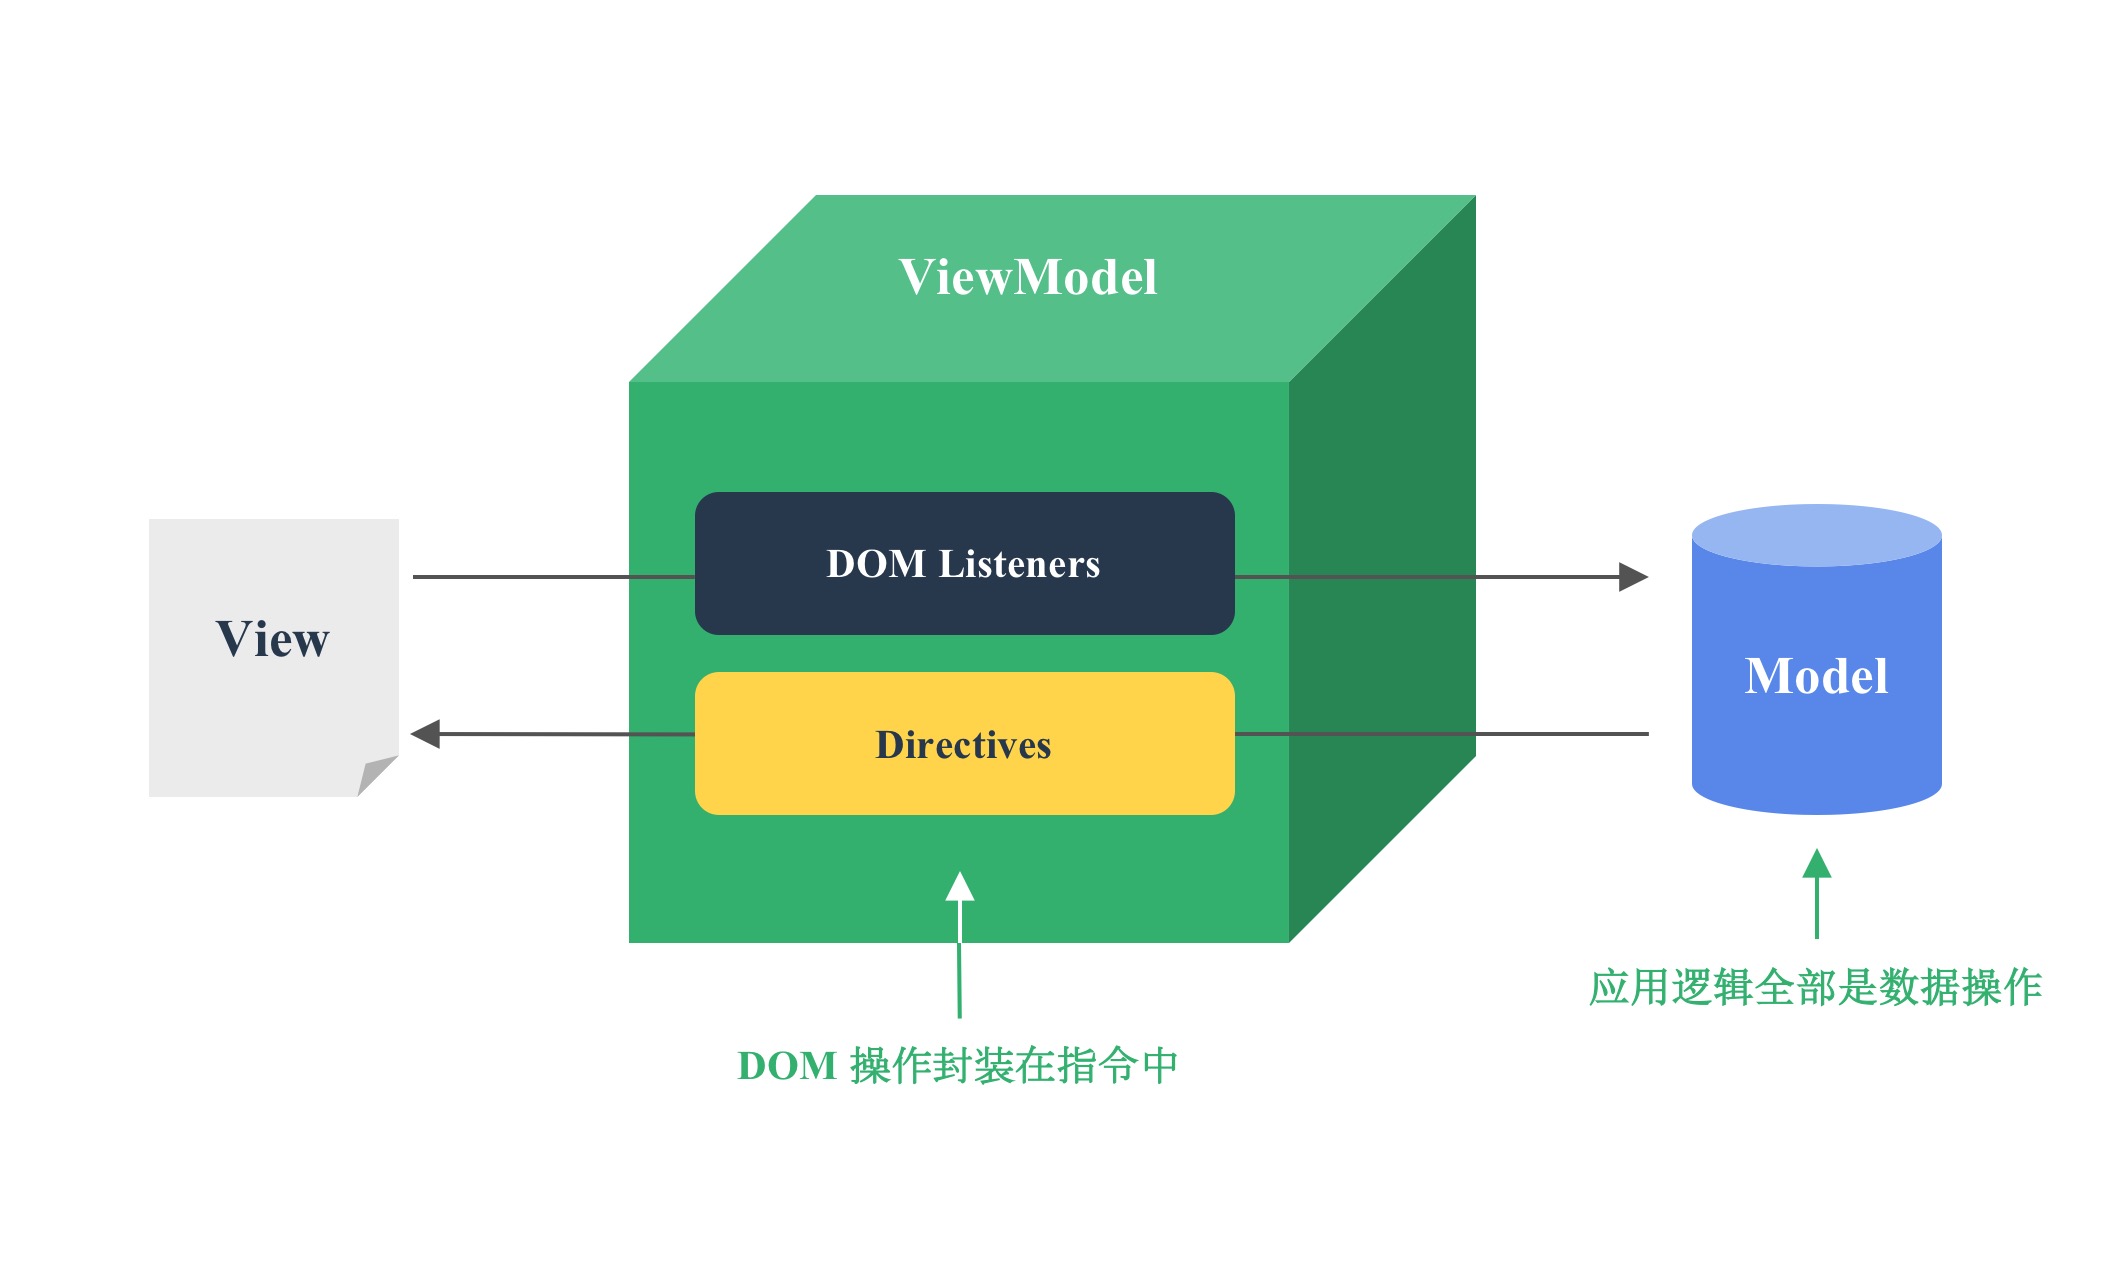 ViewModel
DOM Listeners
View
Model
Directives
应用逻辑全部是数据操作
DOM 操作封装在指令中